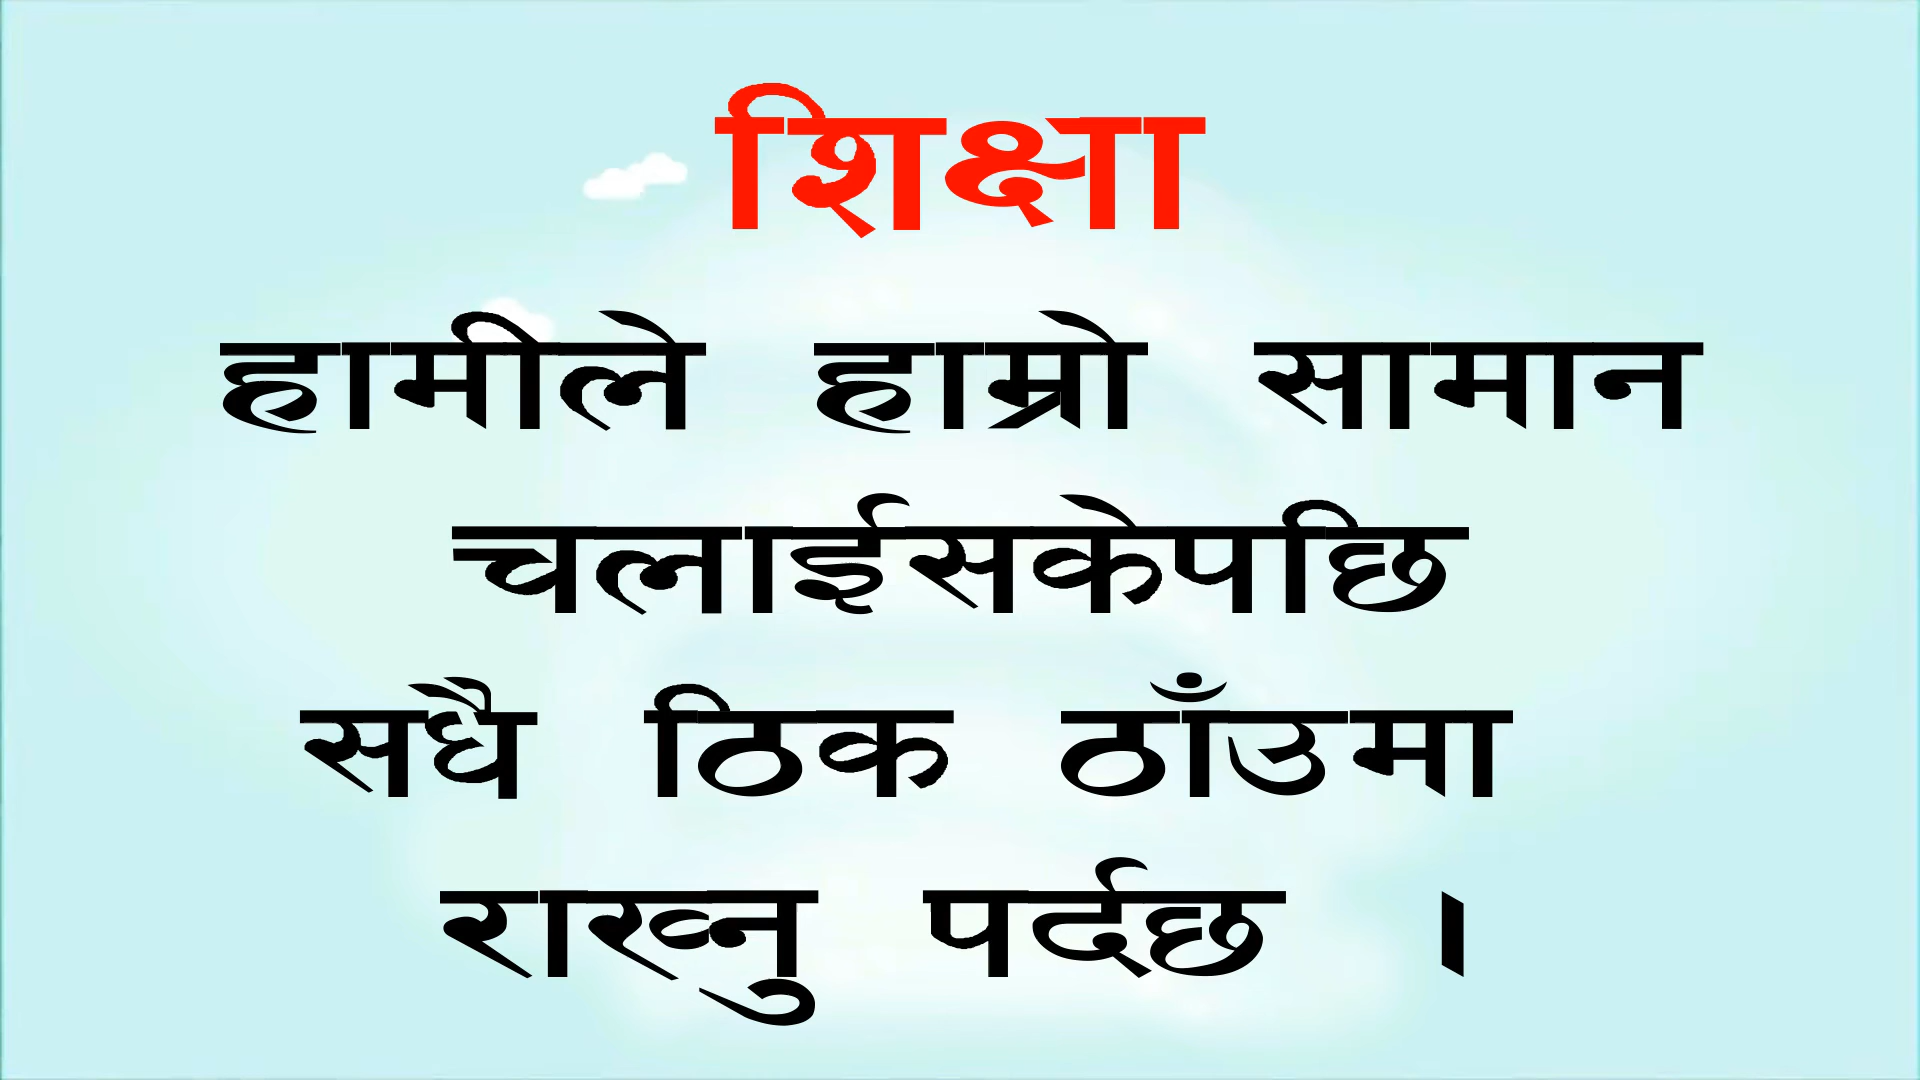 शिक्षा
हामीले हाम्रो सामान
चलाईसकेपछि
सधै ठिक ठाँउमा
राख्नु पर्दछ ।